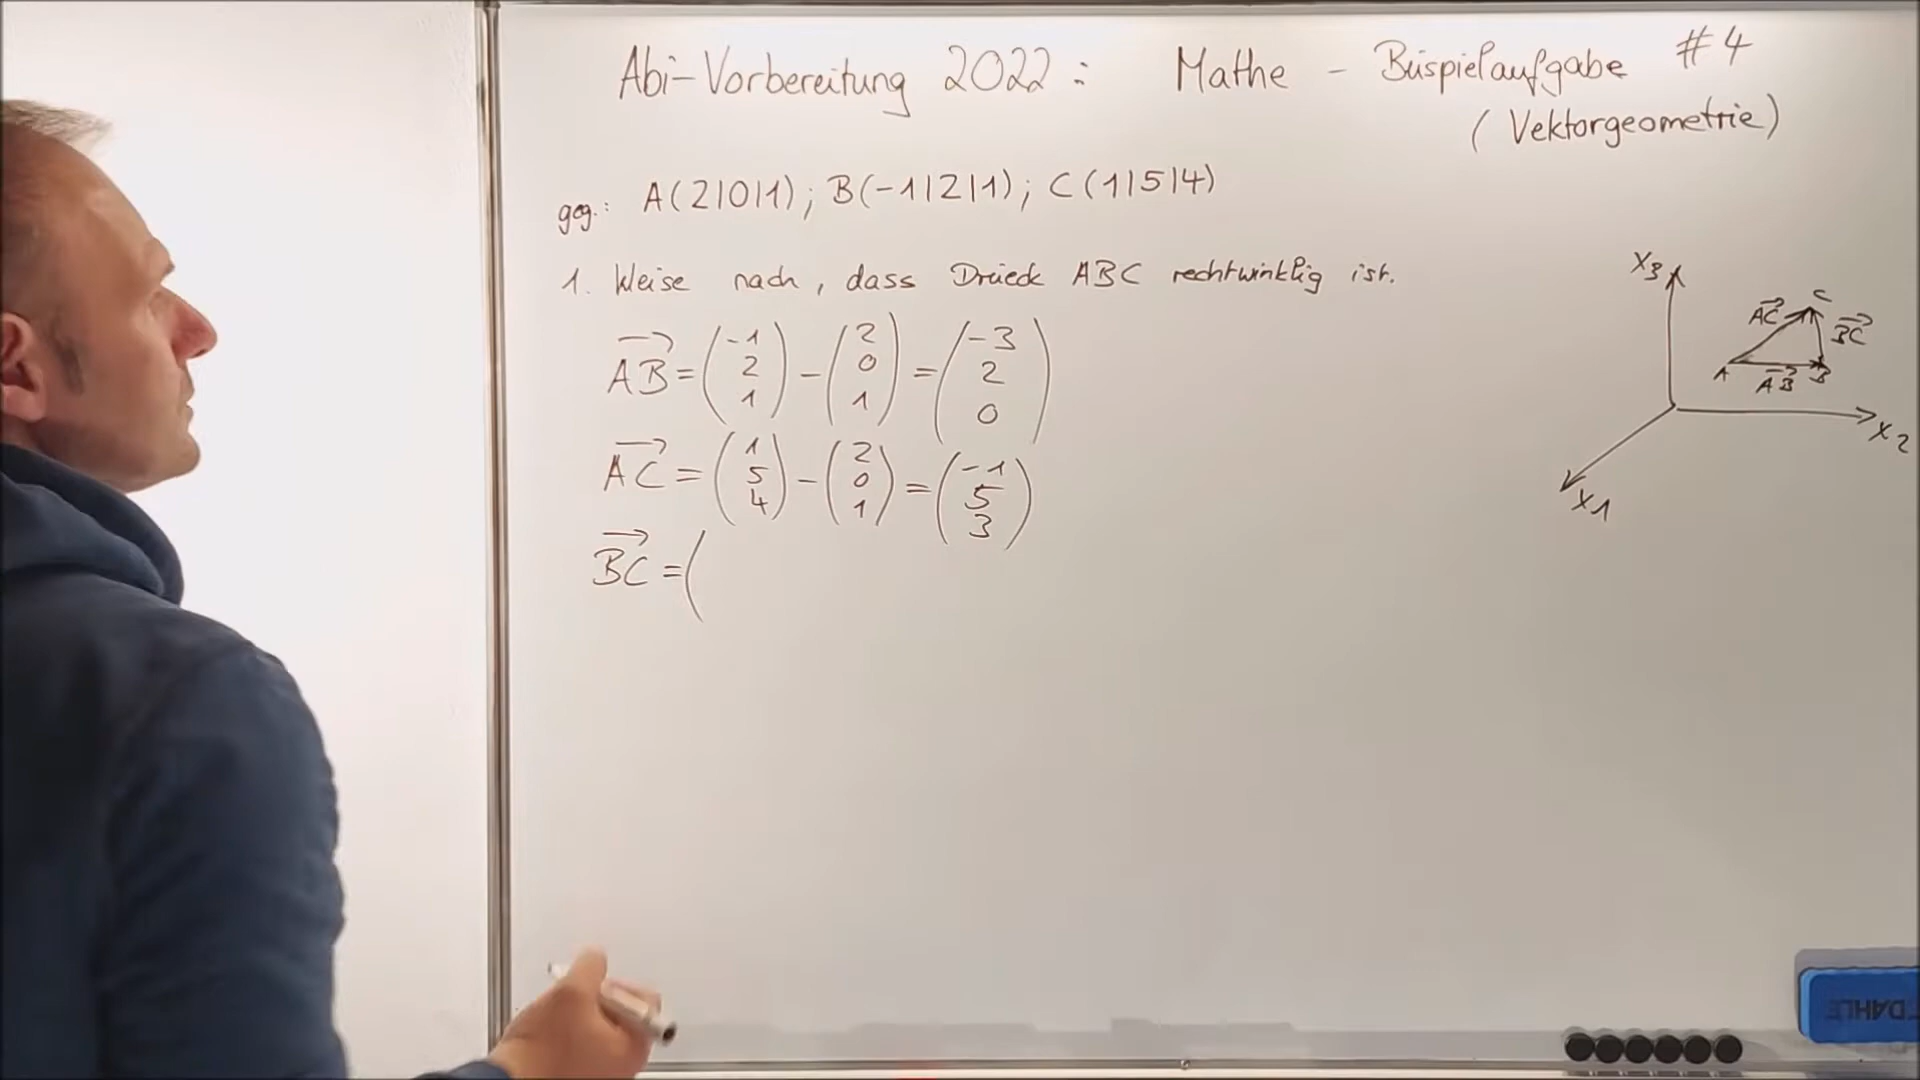 Abi-Vorbereitung 2022: Mathe - Beispielaufgabe #4
(Vektorgeometrie)
geg.: A(2|0|1); B(-1|2|1); C(1|5|4)
1. Weise nach, dass Dreieck ABC rechtwinklig ist.
AB→ = (-1 2 1) - (2 0 1) = (-3 2 0)
AC→ = (1 5 4) - (2 0 1) = (-1 5 3)
BC→ = (
x3
C
AC→ BC→
A AB→ B
x2
x1
DAHLE